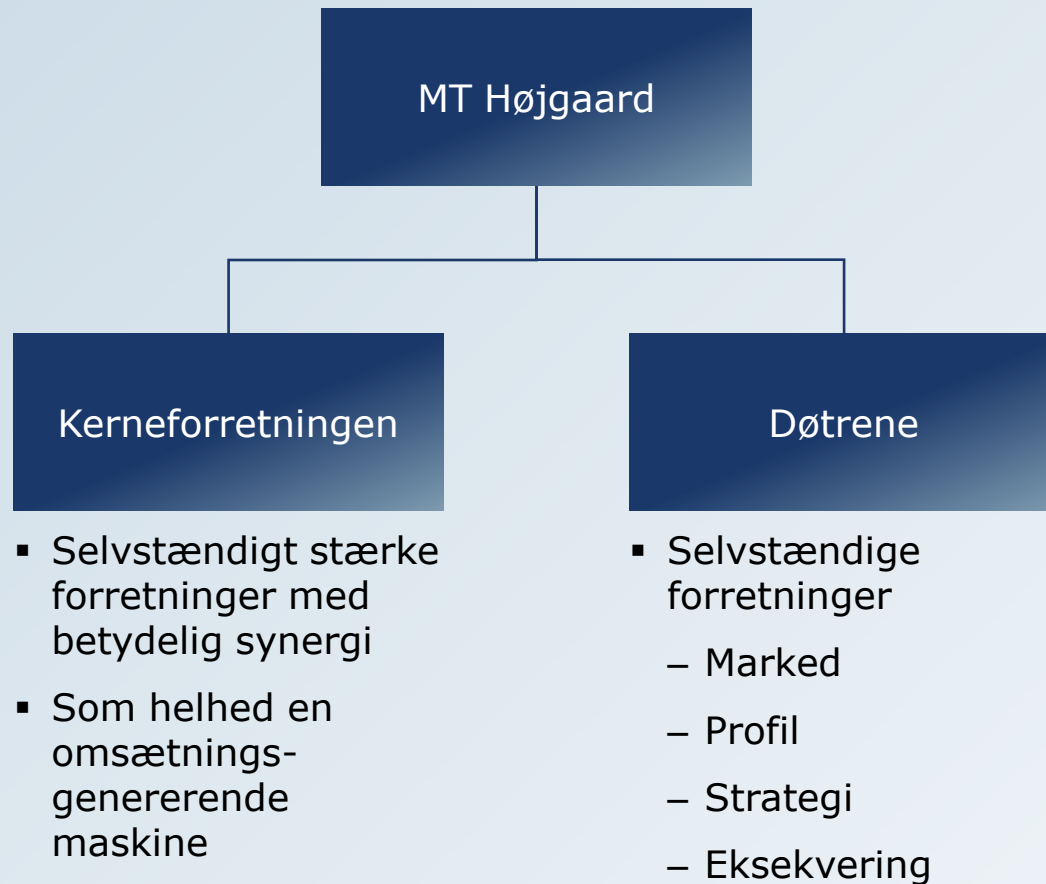 MT Højgaard
Kerneforretningen
▪ Selvstændigt stærke
forretninger med
betydelig synergi
▪ Som helhed en
omsætnings-
genererende
maskine
Døtrene
▪ Selvstændige
forretninger
– Marked
– Profil
– Strategi
– Eksekvering